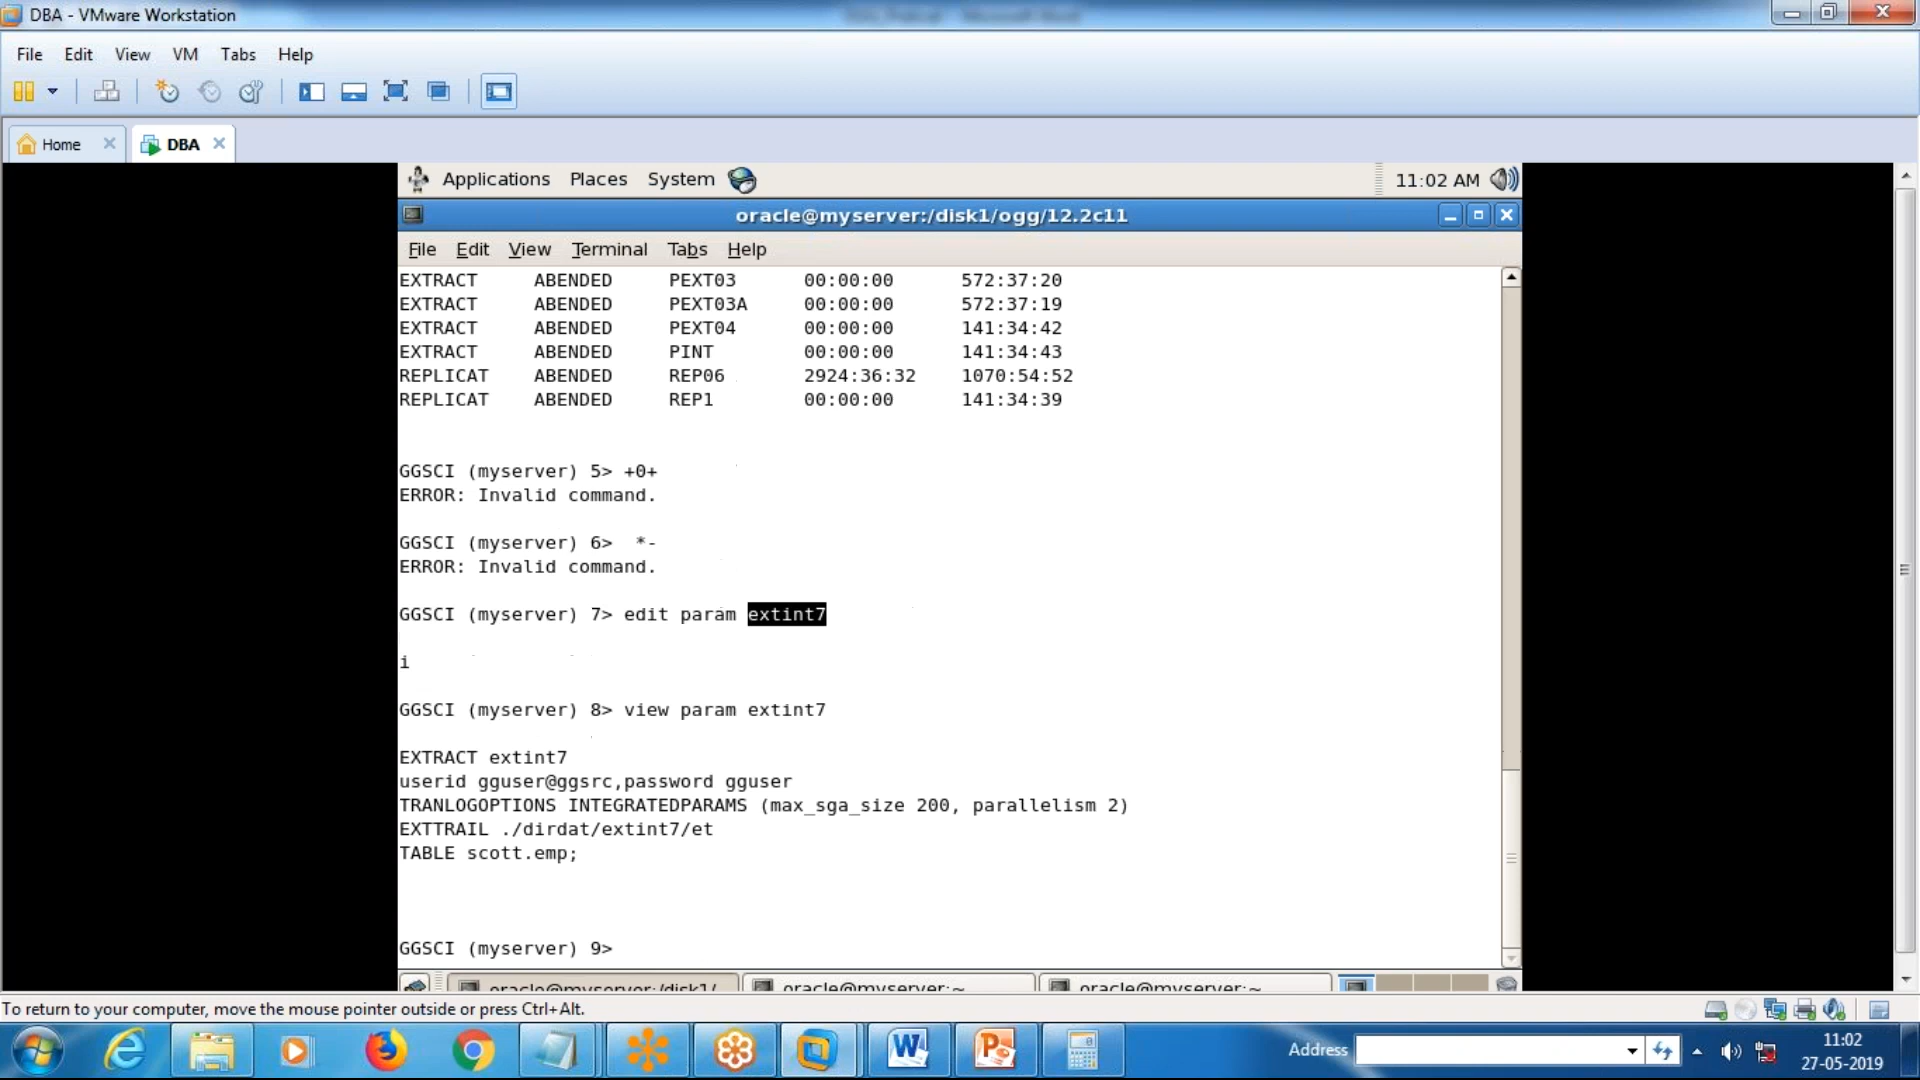 DBA - VMware Workstation
File Edit View VM Tabs Help
Home DBA
Applications Places System 11:02 AM
oracle@myserver:/disk1/ogg/12.2c11
File Edit View Terminal Tabs Help
EXTRACT ABENDED PEXT03 00:00:00 572:37:20
EXTRACT ABENDED PEXT03A 00:00:00 572:37:19
EXTRACT ABENDED PEXT04 00:00:00 141:34:42
EXTRACT ABENDED PINT 00:00:00 141:34:43
REPLICAT ABENDED REP06 2924:36:32 1070:54:52
REPLICAT ABENDED REP1 00:00:00 141:34:39
GGSCI (myserver) 5> +0+
ERROR: Invalid command.
GGSCI (myserver) 6>  *-
ERROR: Invalid command.
GGSCI (myserver) 7> edit param extint7
i
GGSCI (myserver) 8> view param extint7
EXTRACT extint7
userid gguser@ggsrc,password gguser
TRANLOGOPTIONS INTEGRATEDPARAMS (max_sga_size 200, parallelism 2)
EXTTRAIL ./dirdat/extint7/et
TABLE scott.emp;
GGSCI (myserver) 9>
oracle@myserver:/disk1/ oracle@myserver:~ oracle@myserver:~
To return to your computer, move the mouse pointer outside or press Ctrl+Alt.
Address
11:02
27-05-2019